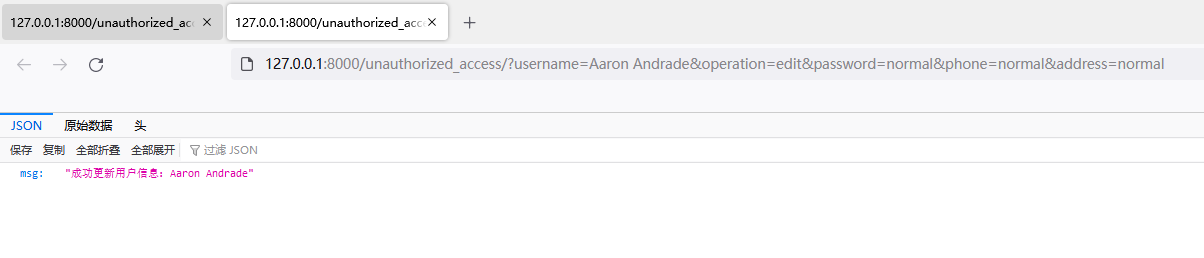 127.0.0.1:8000/unauthorized_acc
127.0.0.1:8000/unauthorized_acc
127.0.0.1:8000/unauthorized_access/?username=Aaron Andrade&operation=edit&password=normal&phone=normal&address=normal
JSON 原始数据 头
保存 复制 全部折叠 全部展开 过滤 JSON
msg: "成功更新用户信息: Aaron Andrade"